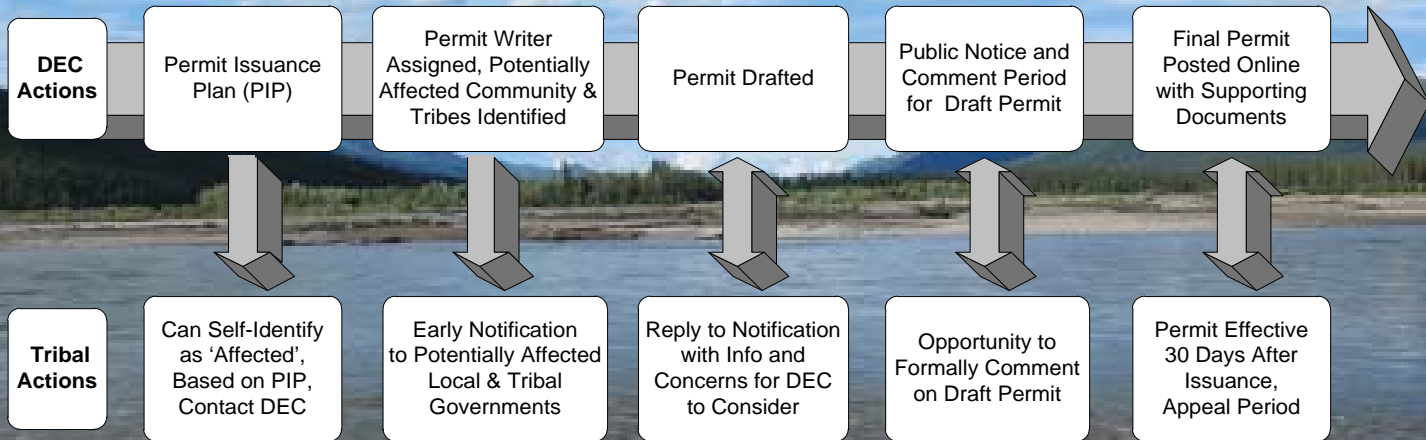 DEC
Actions
Permit Issuance
Plan (PIP)
Permit Writer
Assigned, Potentially
Affected Community &
Tribes Identified
Permit Drafted
Public Notice and
Comment Period
for Draft Permit
Final Permit
Posted Online
with Supporting
Documents
Tribal
Actions
Can Self-Identify
as ‘Affected’,
Based on PIP,
Contact DEC
Early Notification
to Potentially Affected
Local & Tribal
Governments
Reply to Notification
with Info and
Concerns for DEC
to Consider
Opportunity to
Formally Comment
on Draft Permit
Permit Effective
30 Days After
Issuance,
Appeal Period